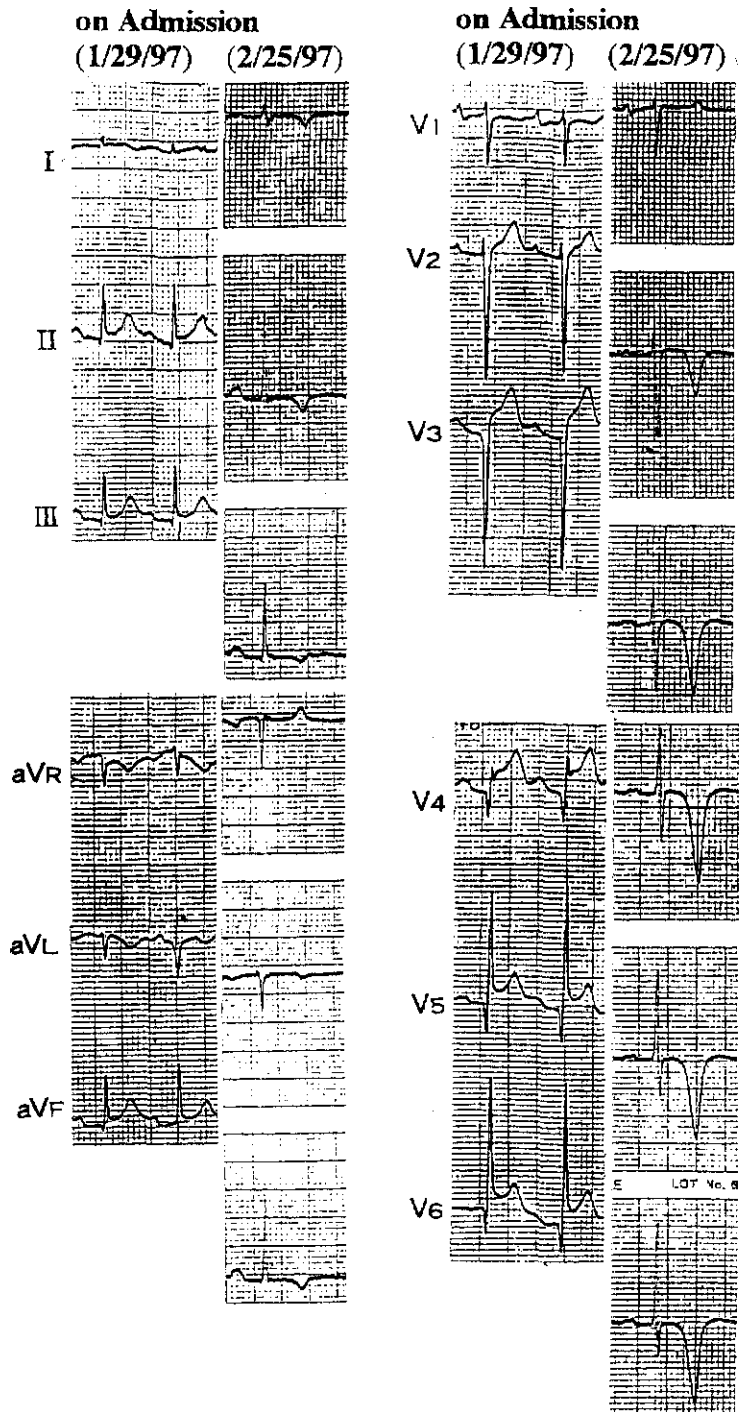 on Admission
(1/29/97) (2/25/97)
I
II
III
aVR
aVL
aVF
on Admission
(1/29/97) (2/25/97)
V1
V2
V3
V4
V5
LOT No.
V6